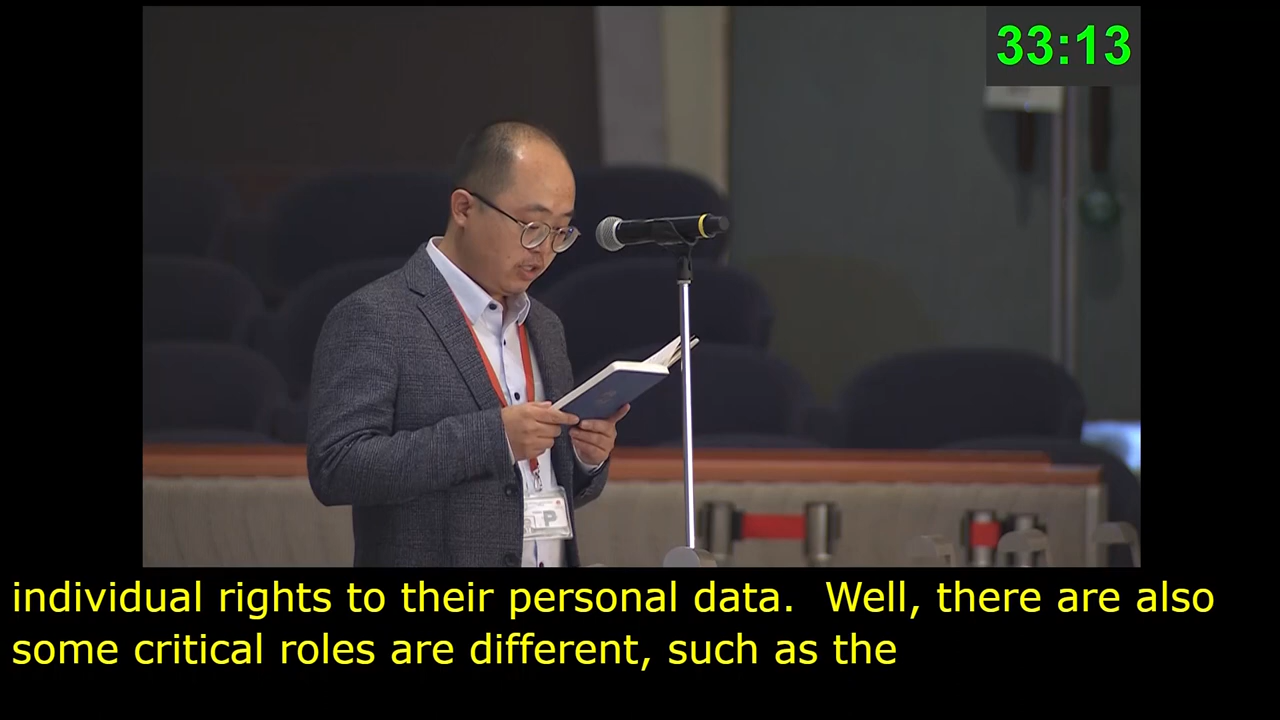 33:13
P
individual rights to their personal data.  Well, there are also
some critical roles are different, such as the